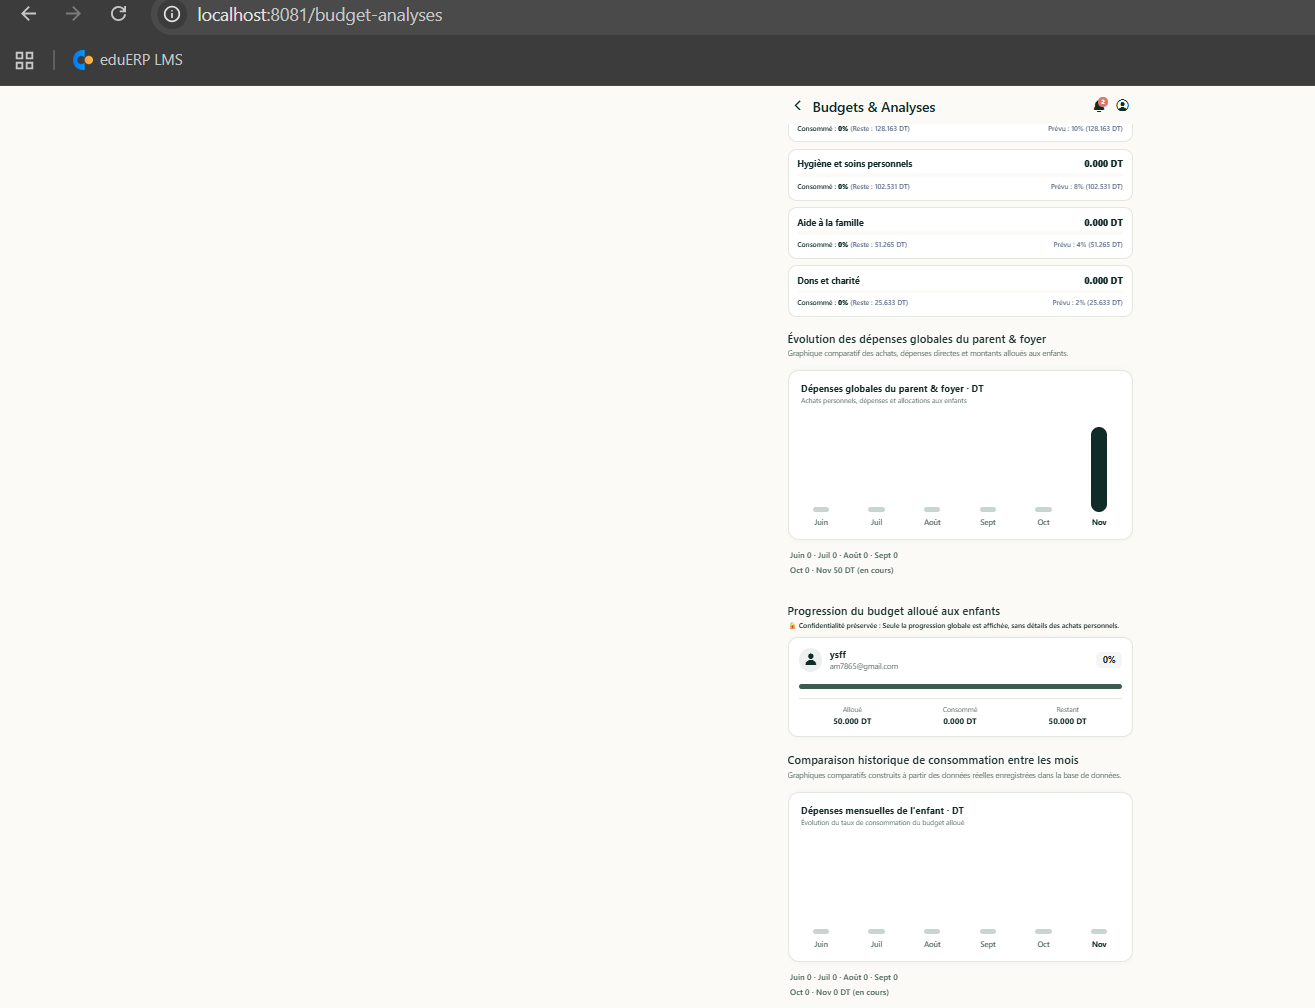 localhost:8081/budget-analyses
eduERP LMS
Budgets & Analyses
2
Consommé : 0% (Reste : 128.163 DT) Prévu : 10% (128.163 DT)
Hygiène et soins personnels 0.000 DT
Consommé : 0% (Reste : 102.531 DT) Prévu : 8% (102.531 DT)
Aide à la famille 0.000 DT
Consommé : 0% (Reste : 51.265 DT) Prévu : 4% (51.265 DT)
Dons et charité 0.000 DT
Consommé : 0% (Reste : 25.633 DT) Prévu : 2% (25.633 DT)
Évolution des dépenses globales du parent & foyer
Graphique comparatif des achats, dépenses directes et montants alloués aux enfants.
Dépenses globales du parent & foyer · DT
Achats personnels, dépenses et allocations aux enfants
Juin Juil Août Sept Oct Nov
Juin 0 · Juil 0 · Août 0 · Sept 0
Oct 0 · Nov 50 DT (en cours)
Progression du budget alloué aux enfants
Confidentialité préservée : Seule la progression globale est affichée, sans détails des achats personnels.
ysff 0%
am7865@gmail.com
Alloué Consommé Restant
50.000 DT 0.000 DT 50.000 DT
Comparaison historique de consommation entre les mois
Graphiques comparatifs construits à partir des données réelles enregistrées dans la base de données.
Dépenses mensuelles de l'enfant · DT
Évolution du taux de consommation du budget alloué
Juin Juil Août Sept Oct Nov
Juin 0 · Juil 0 · Août 0 · Sept 0
Oct 0 · Nov 0 DT (en cours)